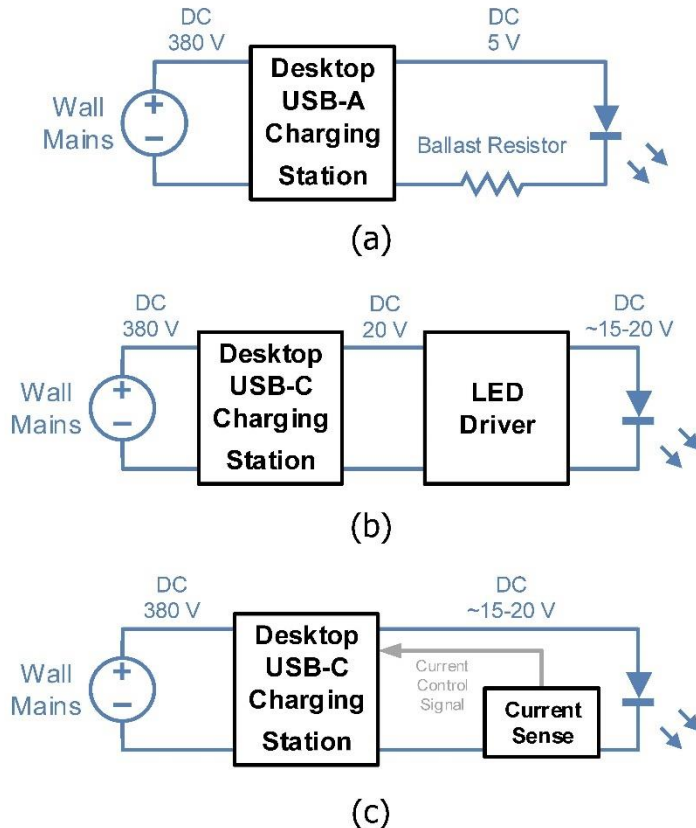 DC
380 V
DC
5 V
Wall
Mains
+
−
Desktop
USB-A
Charging
Station
Ballast Resistor
(a)
DC
380 V
DC
20 V
DC
~15-20 V
Wall
Mains
+
−
Desktop
USB-C
Charging
Station
LED
Driver
(b)
DC
380 V
DC
~15-20 V
Wall
Mains
+
−
Desktop
USB-C
Charging
Station
Current
Control
Signal
Current
Sense
(c)